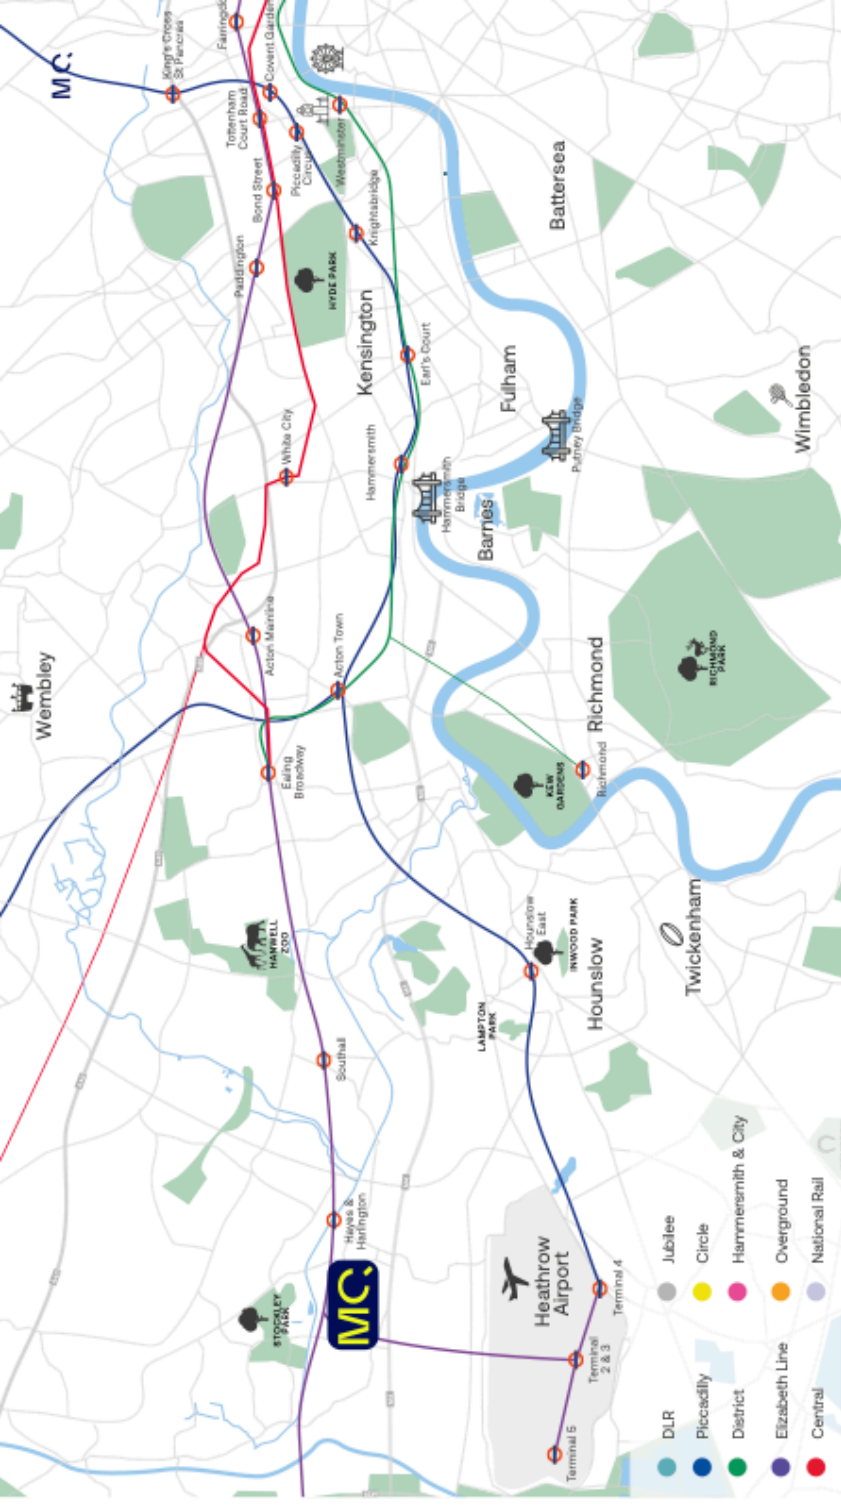 Wembley
STOCKLEY
PARK
MC
Hayes &
Harlington
Southall
HANWELL
ZOO
Ealing
Broadway
Acton Mainline
Acton Town
White City
Paddington
Bond Street
Tottenham
Court Road
King's Cross
St Pancras
MC
Covent Garden
Piccadilly
Circus
Westminster
HYDE PARK
Knightsbridge
Kensington
Earl's Court
Hammersmith
Hammersmith
Bridge
Fulham
Battersea
Putney Bridge
Barnes
Wimbledon
KEW
GARDENS
Richmond
Richmond
RICHMOND
PARK
LAMPTON
PARK
Hounslow
East
INWOOD PARK
Hounslow
Twickenham
Heathrow
Airport
Terminal 5
Terminal
2 & 3
Terminal 4
DLR
Jubilee
Piccadilly
Circle
District
Hammersmith & City
Elizabeth Line
Overground
Central
National Rail